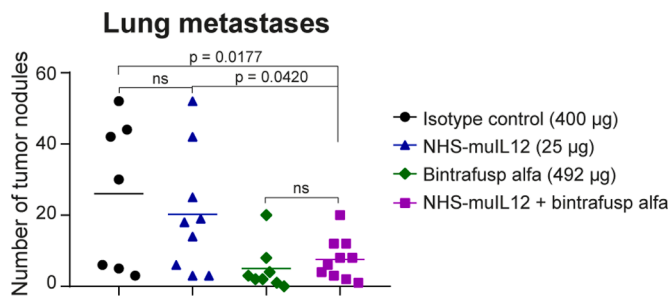 Lung metastases
p = 0.0177
ns
p = 0.0420
ns
Number of tumor nodules
60
40
20
0
Isotype control (400 µg)
NHS-muIL12 (25 µg)
Bintrafusp alfa (492 µg)
NHS-muIL12 + bintrafusp alfa